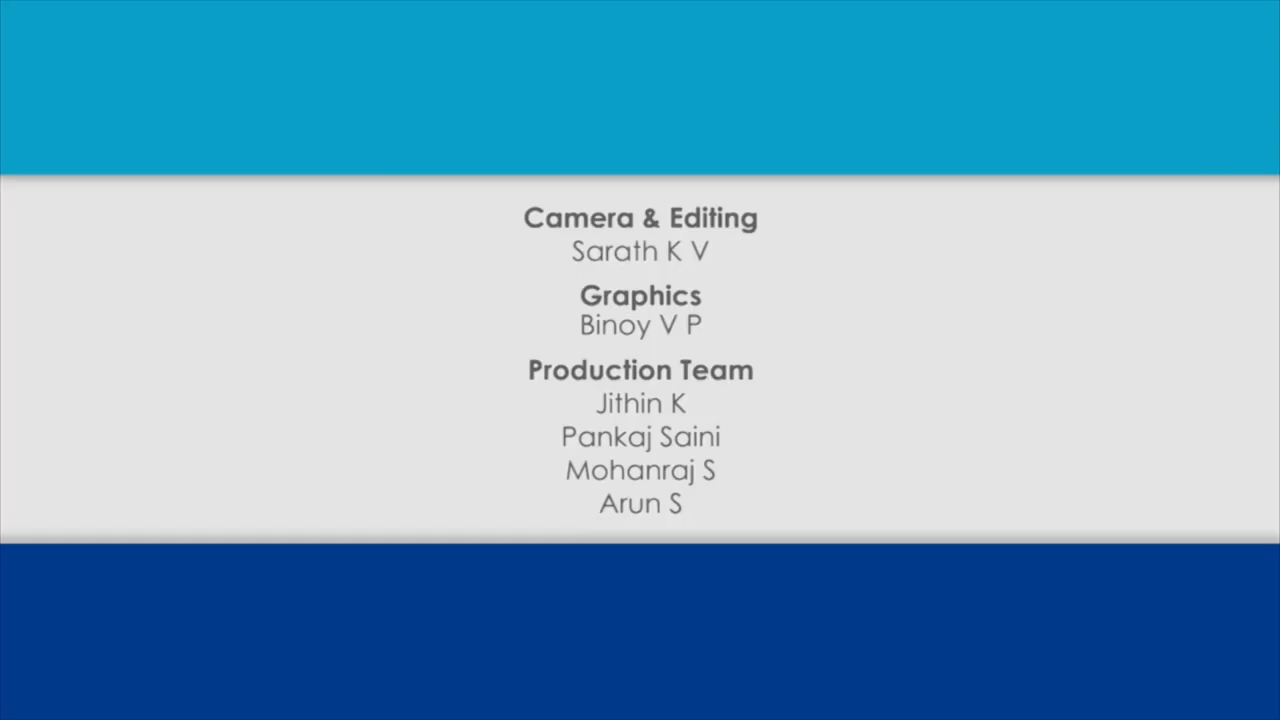 Camera & Editing
Sarath K V
Graphics
Binoy V P
Production Team
Jithin K
Pankaj Saini
Mohanraj S
Arun S